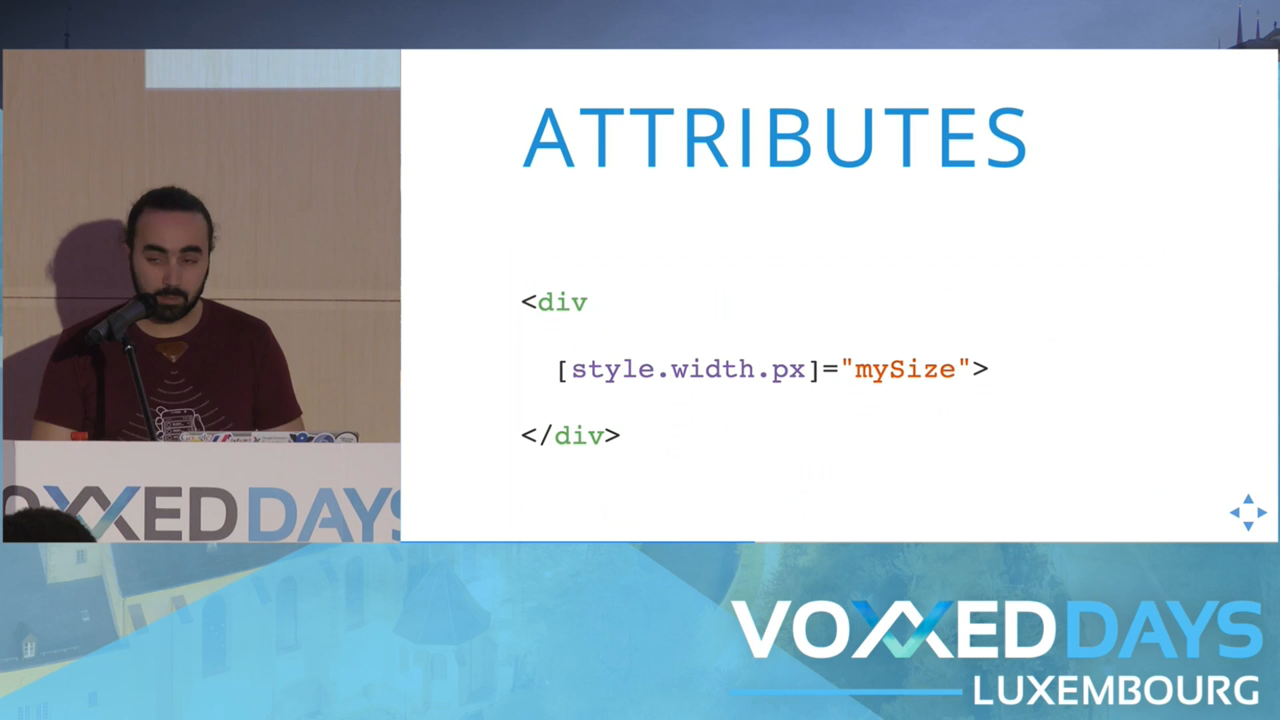 ATTRIBUTES
<div
[style.width.px]="mySize">
</div>
VOXXED DAYS
VOXXED DAYS
LUXEMBOURG